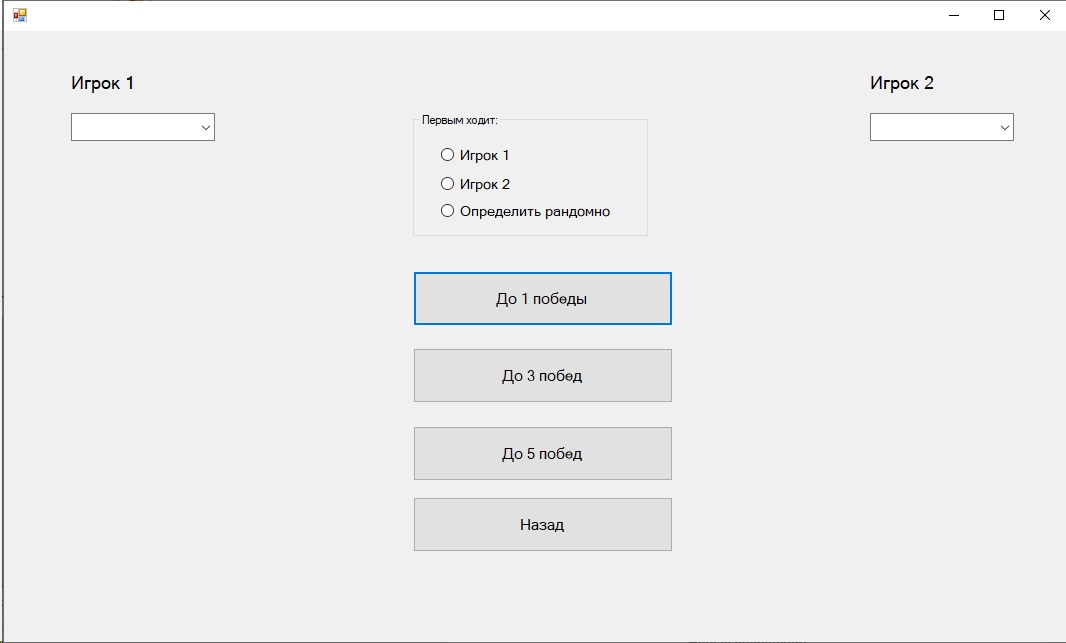 Игрок 1
Игрок 2
Первым ходит:
Игрок 1
Игрок 2
Определить рандомно
До 1 победы
До 3 побед
До 5 побед
Назад